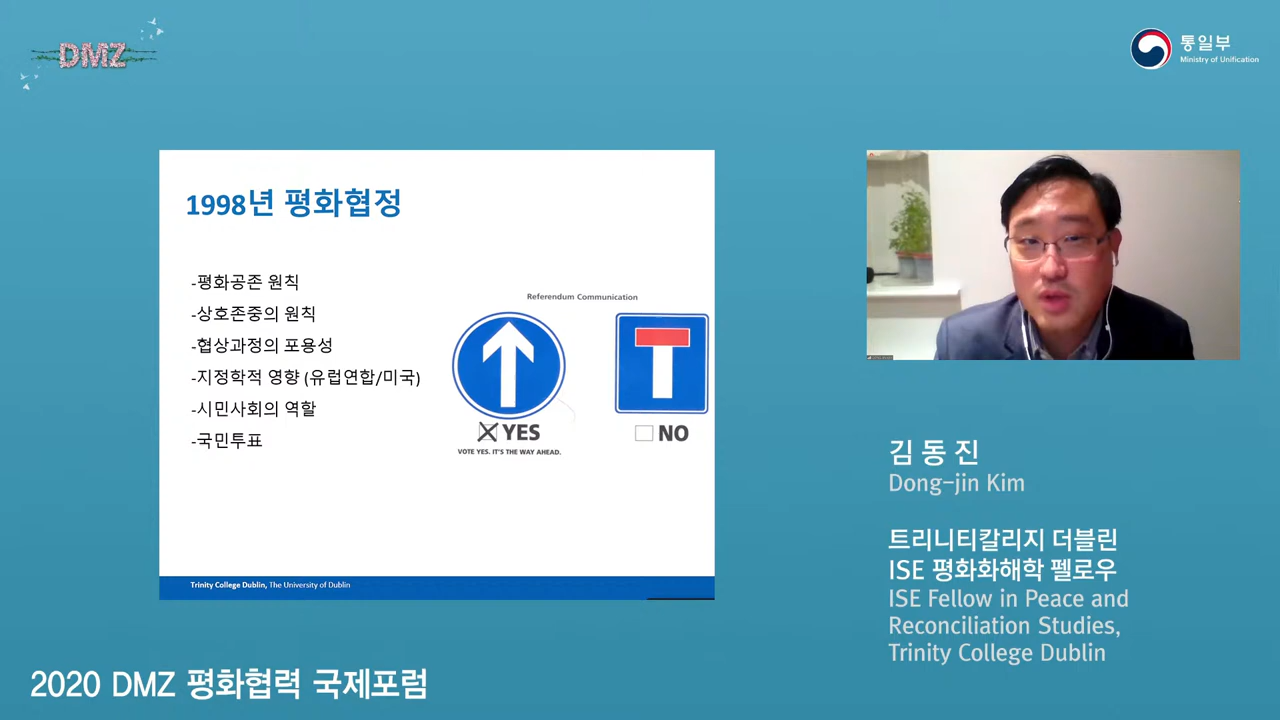 DMZ
통일부
Ministry of Unification
1998년 평화협정
-평화공존 원칙
-상호존중의 원칙
-협상과정의 포용성
-지정학적 영향 (유럽연합/미국)
-시민사회의 역할
-국민투표
Referendum Communication
YES
NO
VOTE YES. IT'S THE WAY AHEAD.
Trinity College Dublin, The University of Dublin
김 동 진
Dong-jin Kim
트리니티칼리지 더블린
ISE 평화화해학 펠로우
ISE Fellow in Peace and
Reconciliation Studies,
Trinity College Dublin
2020 DMZ 평화협력 국제포럼